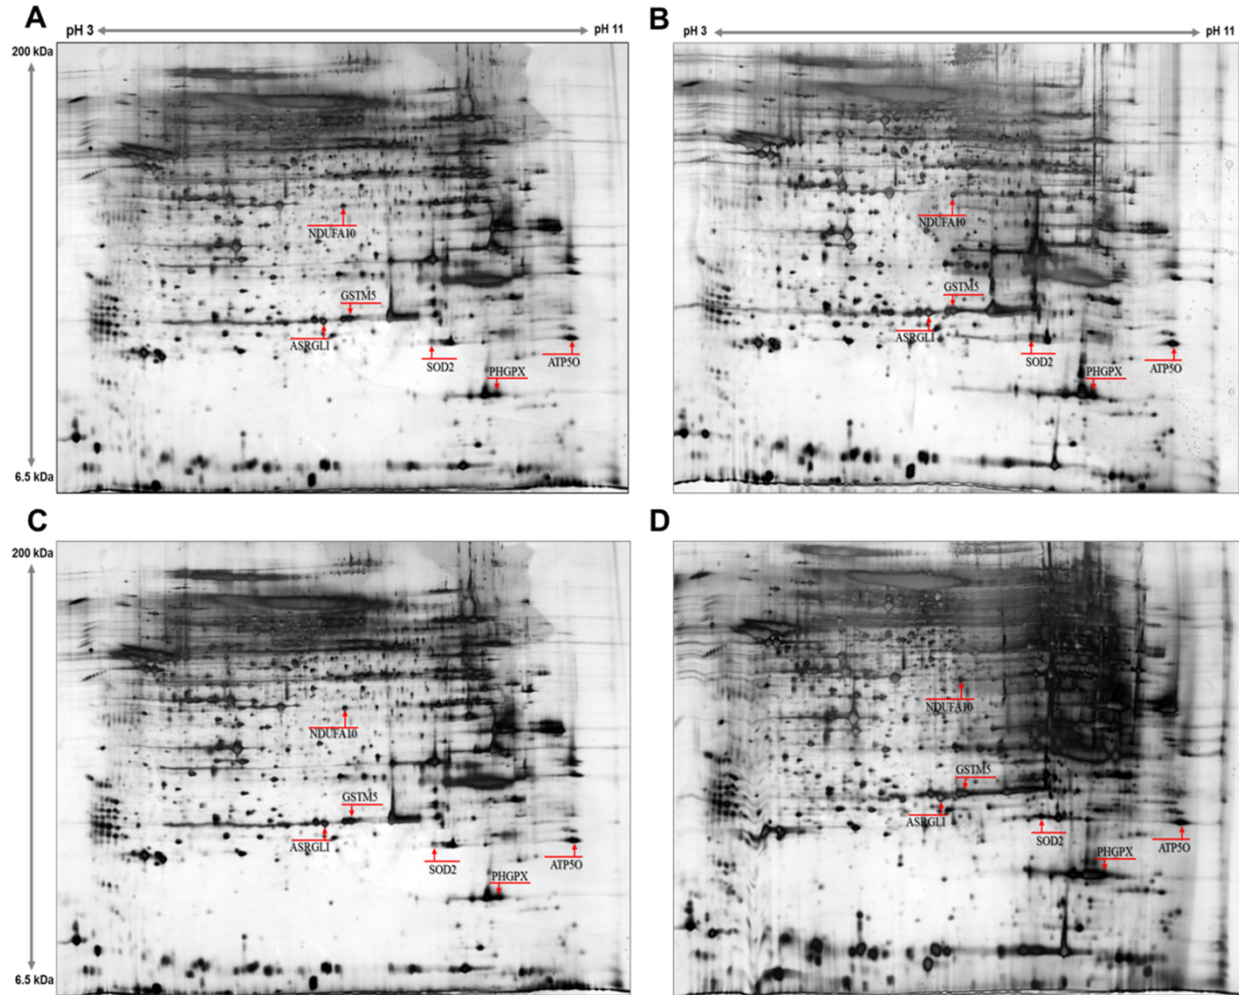 A
B
pH 3
pH 11
pH 3
pH 11
200 kDa
NDUFA10
NDUFA10
GSTM5
GSTM5
ASRGL1
ASRGL1
SOD2
ATP5O
SOD2
ATP5O
PHGPX
PHGPX
6.5 kDa
C
D
200 kDa
NDUFA10
NDUFA10
GSTM5
GSTM5
ASRGL1
ASRGL1
SOD2
ATP5O
SOD2
ATP5O
PHGPX
PHGPX
6.5 kDa